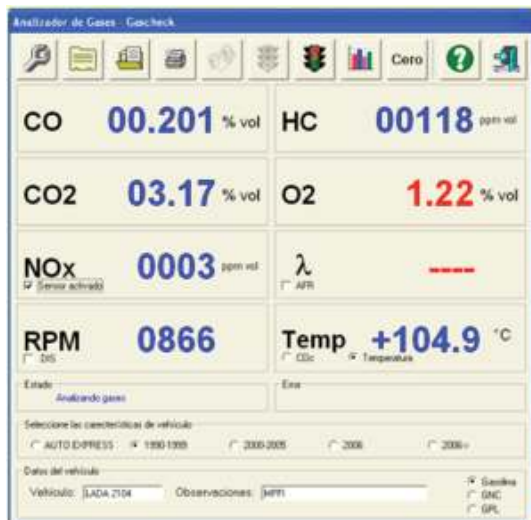 Analizador de Gases - Gascheck
Cero
CO 00.201 % vol
HC 00118 ppm vol
CO2 03.17 % vol
O2 1.22 % vol
NOx 0003 ppm vol
Sensor activado
λ ----
AFR
RPM 0866
DIS
Temp +104.9 °C
COc Temperatura
Estado
Analizando gases
Error
Seleccione las características de vehículo
AUTO EXPRESS 1990-1999 2000-2005 2006 2006->
Datos del vehículo
Vehículo: LADA 2104 Observaciones: MPFI
Gasolina
GNC
GPL